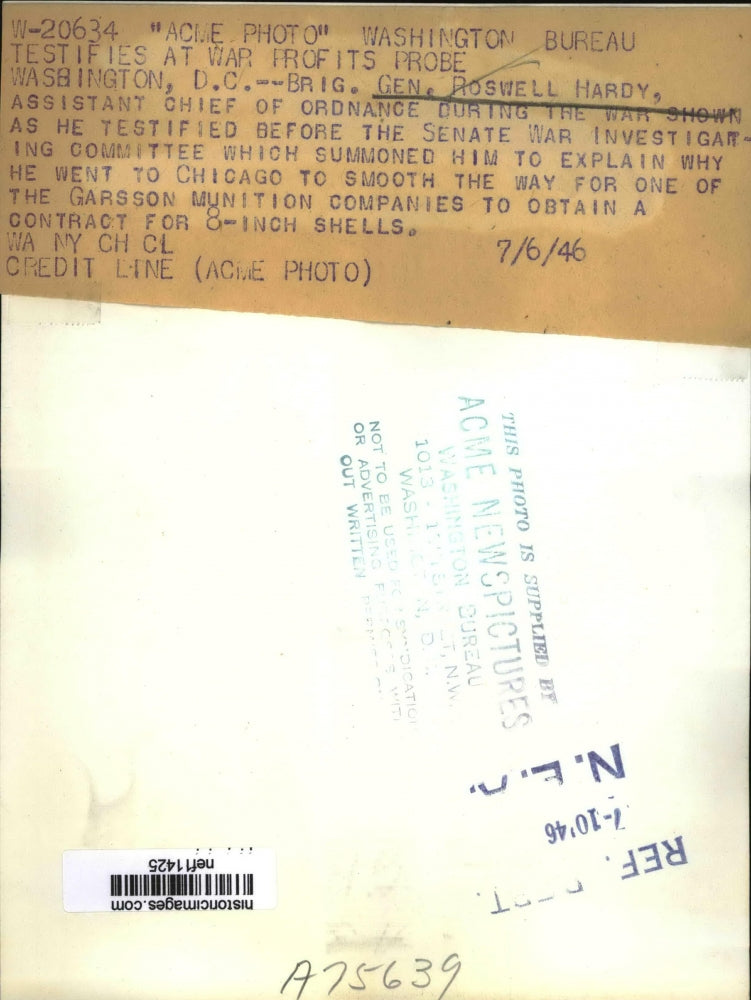 W-20634 "ACME PHOTO" WASHINGTON BUREAU
TESTIFIES AT WAR PROFITS PROBE
WASHINGTON, D.C.--BRIG. GEN. ROSWELL HARDY,
ASSISTANT CHIEF OF ORDNANCE DURING THE WAR SHOWN
AS HE TESTIFIED BEFORE THE SENATE WAR INVESTIGAT-
ING COMMITTEE WHICH SUMMONED HIM TO EXPLAIN WHY
HE WENT TO CHICAGO TO SMOOTH THE WAY FOR ONE OF
THE GARSSON MUNITION COMPANIES TO OBTAIN A
CONTRACT FOR 8-INCH SHELLS.
WA NY CH CL 7/6/46
CREDIT LINE (ACME PHOTO)
THIS PHOTO IS SUPPLIED BY
ACME NEWSPICTURES
WASHINGTON BUREAU
1013 N.W.
NOT TO BE USED FOR SYNDICATION
OR ADVERTISING WITH
OUT WRITTEN
N.E.A.
7-10'46
REF.
historicimages.com
nef11425
A75639